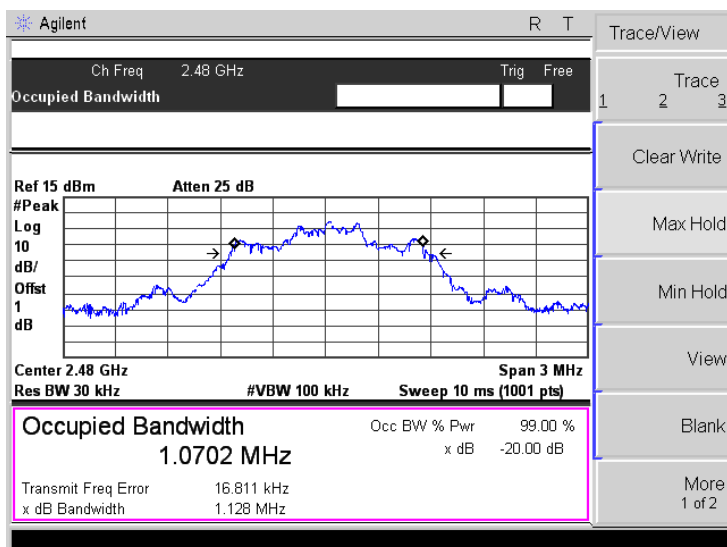 Agilent R T
Trace/View
Ch Freq 2.48 GHz Trig Free
Occupied Bandwidth
Trace
1 2 3
Clear Write
Max Hold
Min Hold
View
Blank
More
1 of 2
Ref 15 dBm Atten 25 dB
#Peak
Log
10
dB/
Offst
1
dB
Center 2.48 GHz Span 3 MHz
Res BW 30 kHz #VBW 100 kHz Sweep 10 ms (1001 pts)
Occupied Bandwidth
1.0702 MHz
Occ BW % Pwr 99.00 %
x dB -20.00 dB
Transmit Freq Error 16.811 kHz
x dB Bandwidth 1.128 MHz